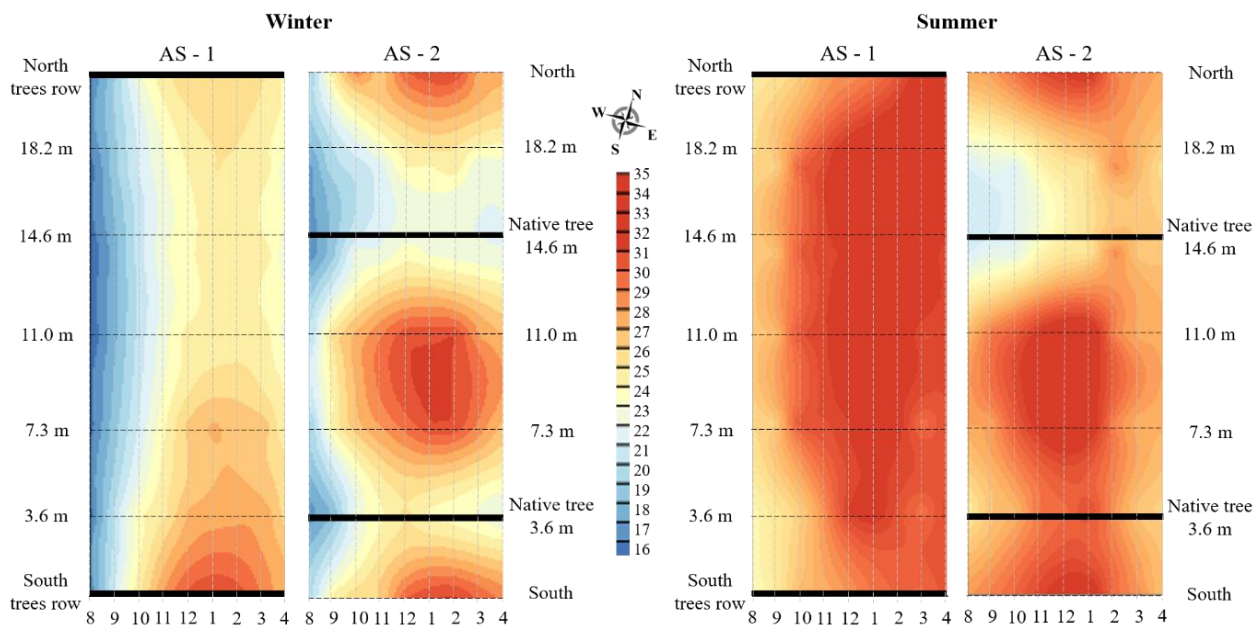 Winter
Summer
AS - 1
AS - 2
AS - 1
AS - 2
North
trees row
18.2 m
14.6 m
11.0 m
7.3 m
3.6 m
South
trees row
8 9 10 11 12 1 2 3 4
8 9 10 11 12 1 2 3 4
North
18.2 m
Native tree
14.6 m
11.0 m
7.3 m
Native tree
3.6 m
South
N
W
E
S
35
34
33
32
31
30
29
28
27
26
25
24
23
22
21
20
19
18
17
16
North
trees row
18.2 m
14.6 m
11.0 m
7.3 m
3.6 m
South
trees row
8 9 10 11 12 1 2 3 4
8 9 10 11 12 1 2 3 4
North
18.2 m
Native tree
14.6 m
11.0 m
7.3 m
Native tree
3.6 m
South